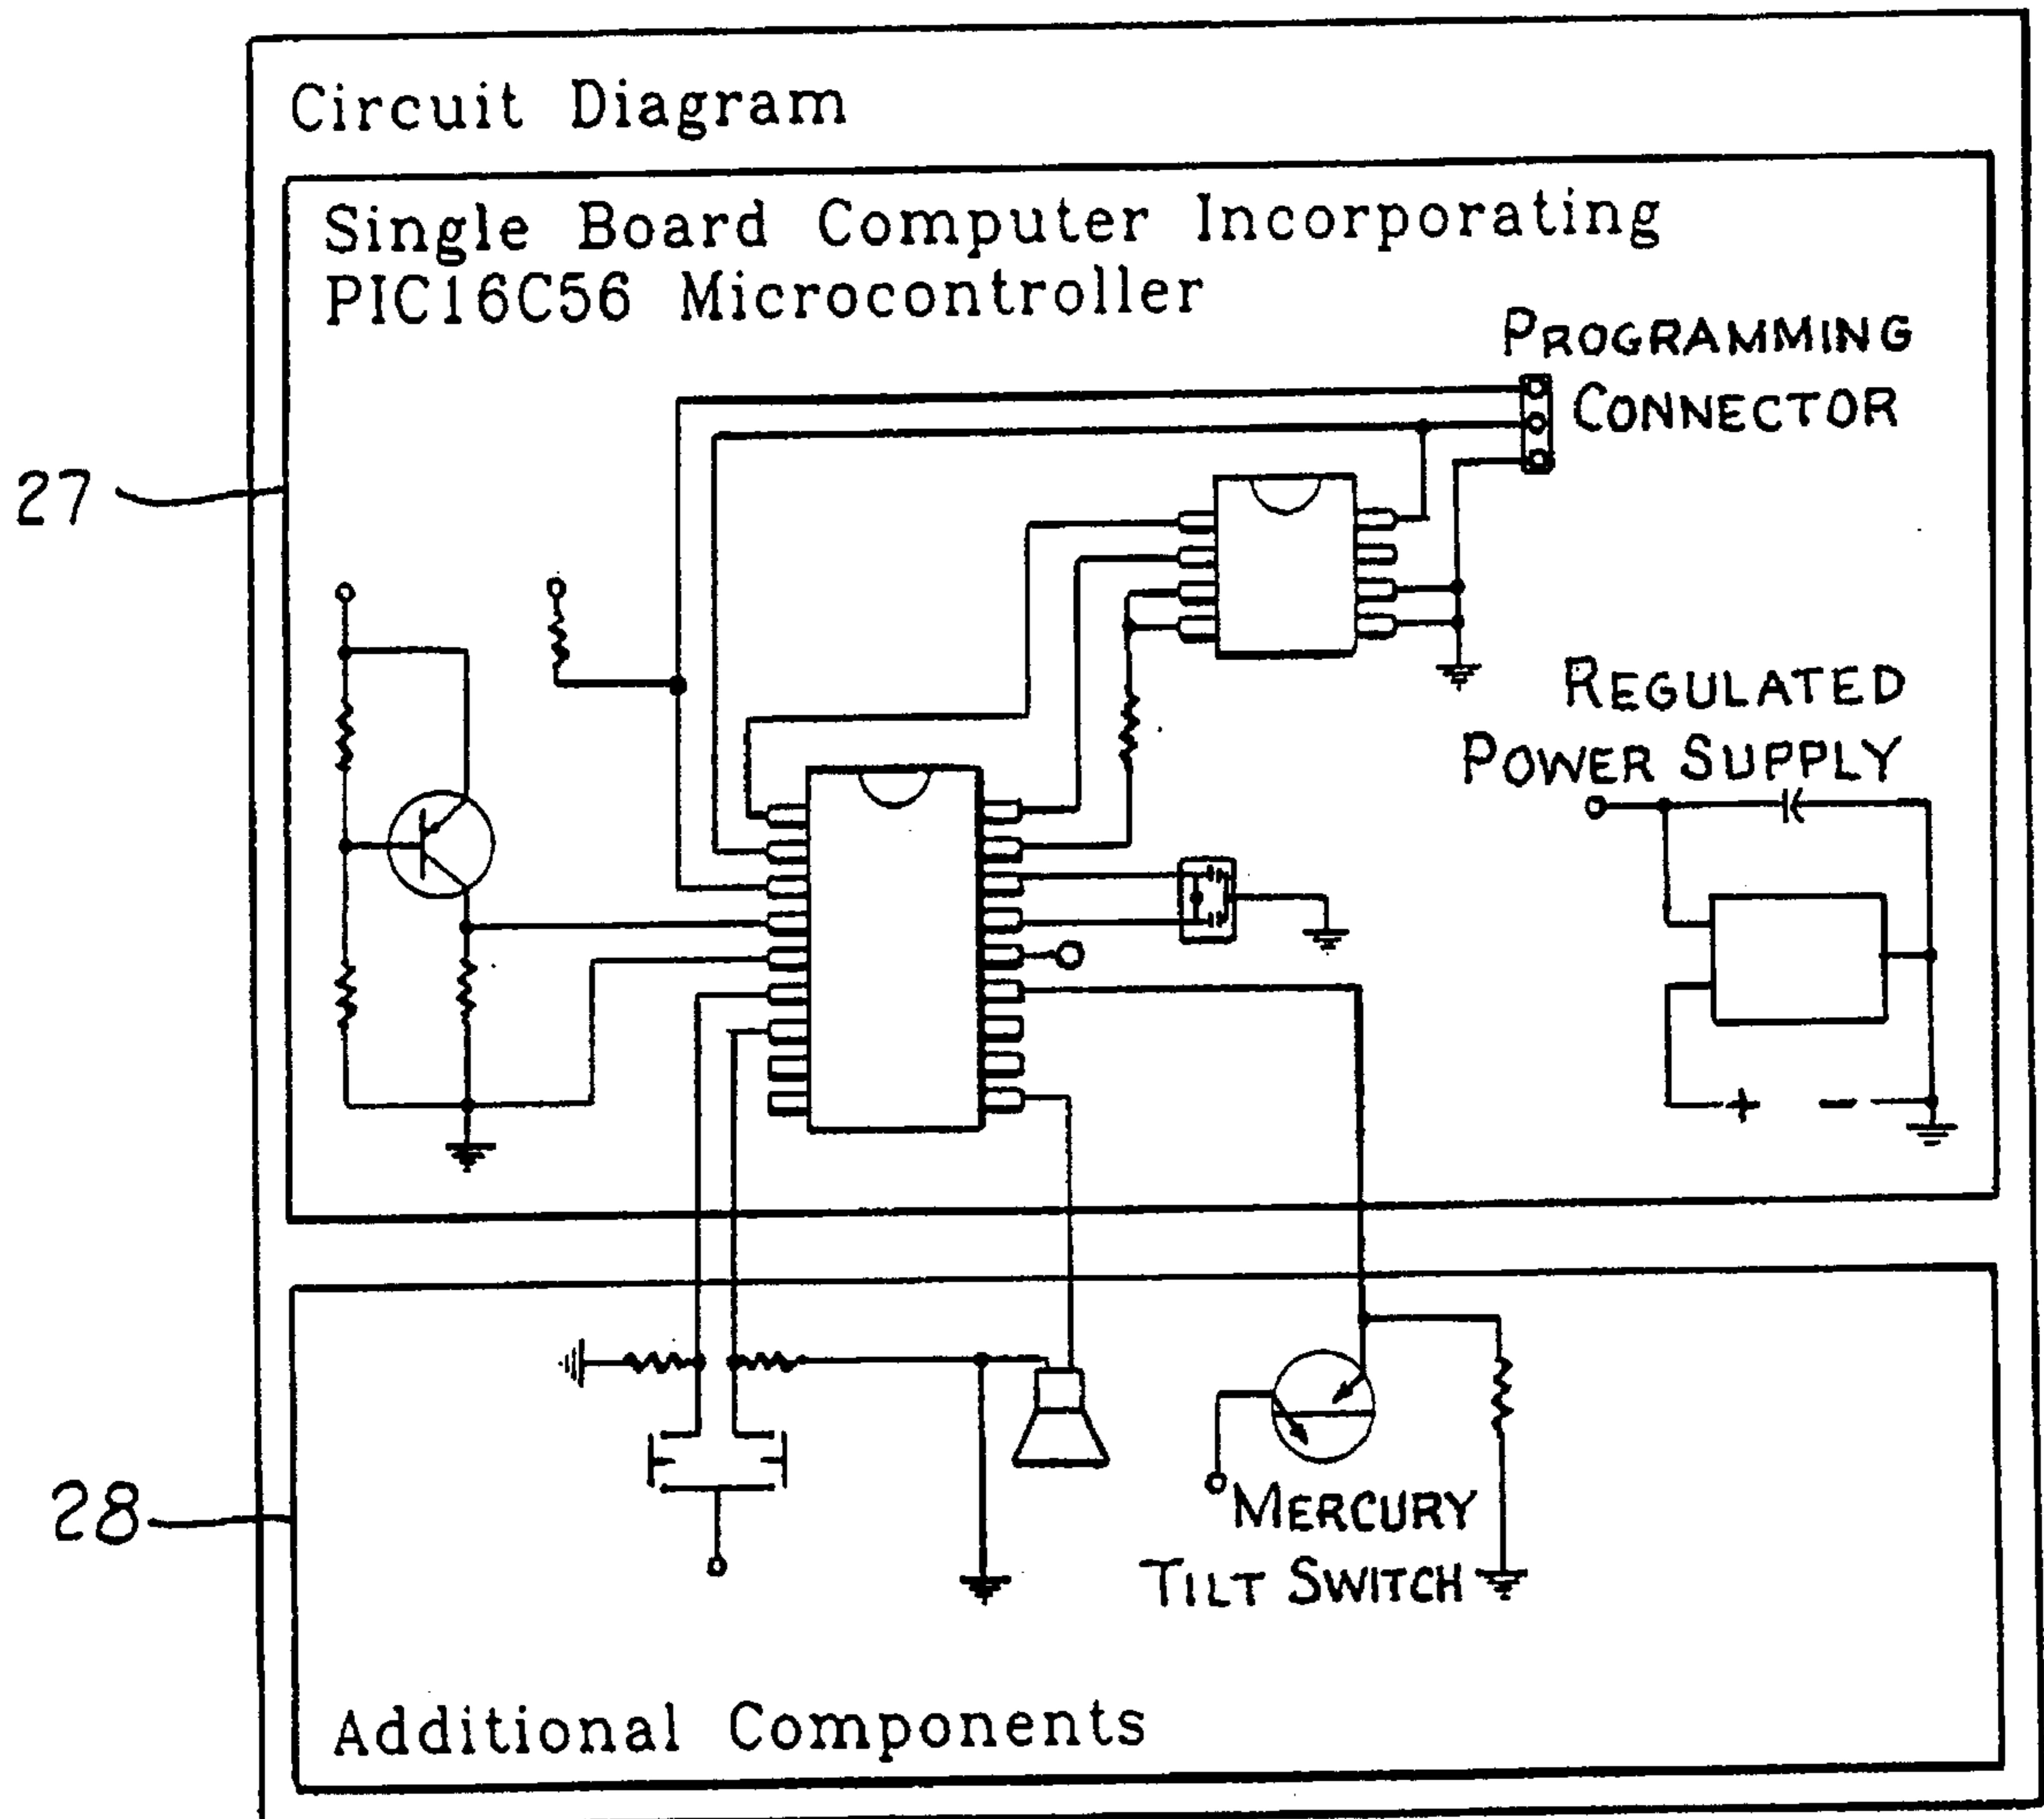 Circuit Diagram
Single Board Computer Incorporating
PIC16C56 Microcontroller
PROGRAMMING
CONNECTOR
27
REGULATED
POWER SUPPLY
+ -
28
MERCURY
TILT SWITCH
Additional Components